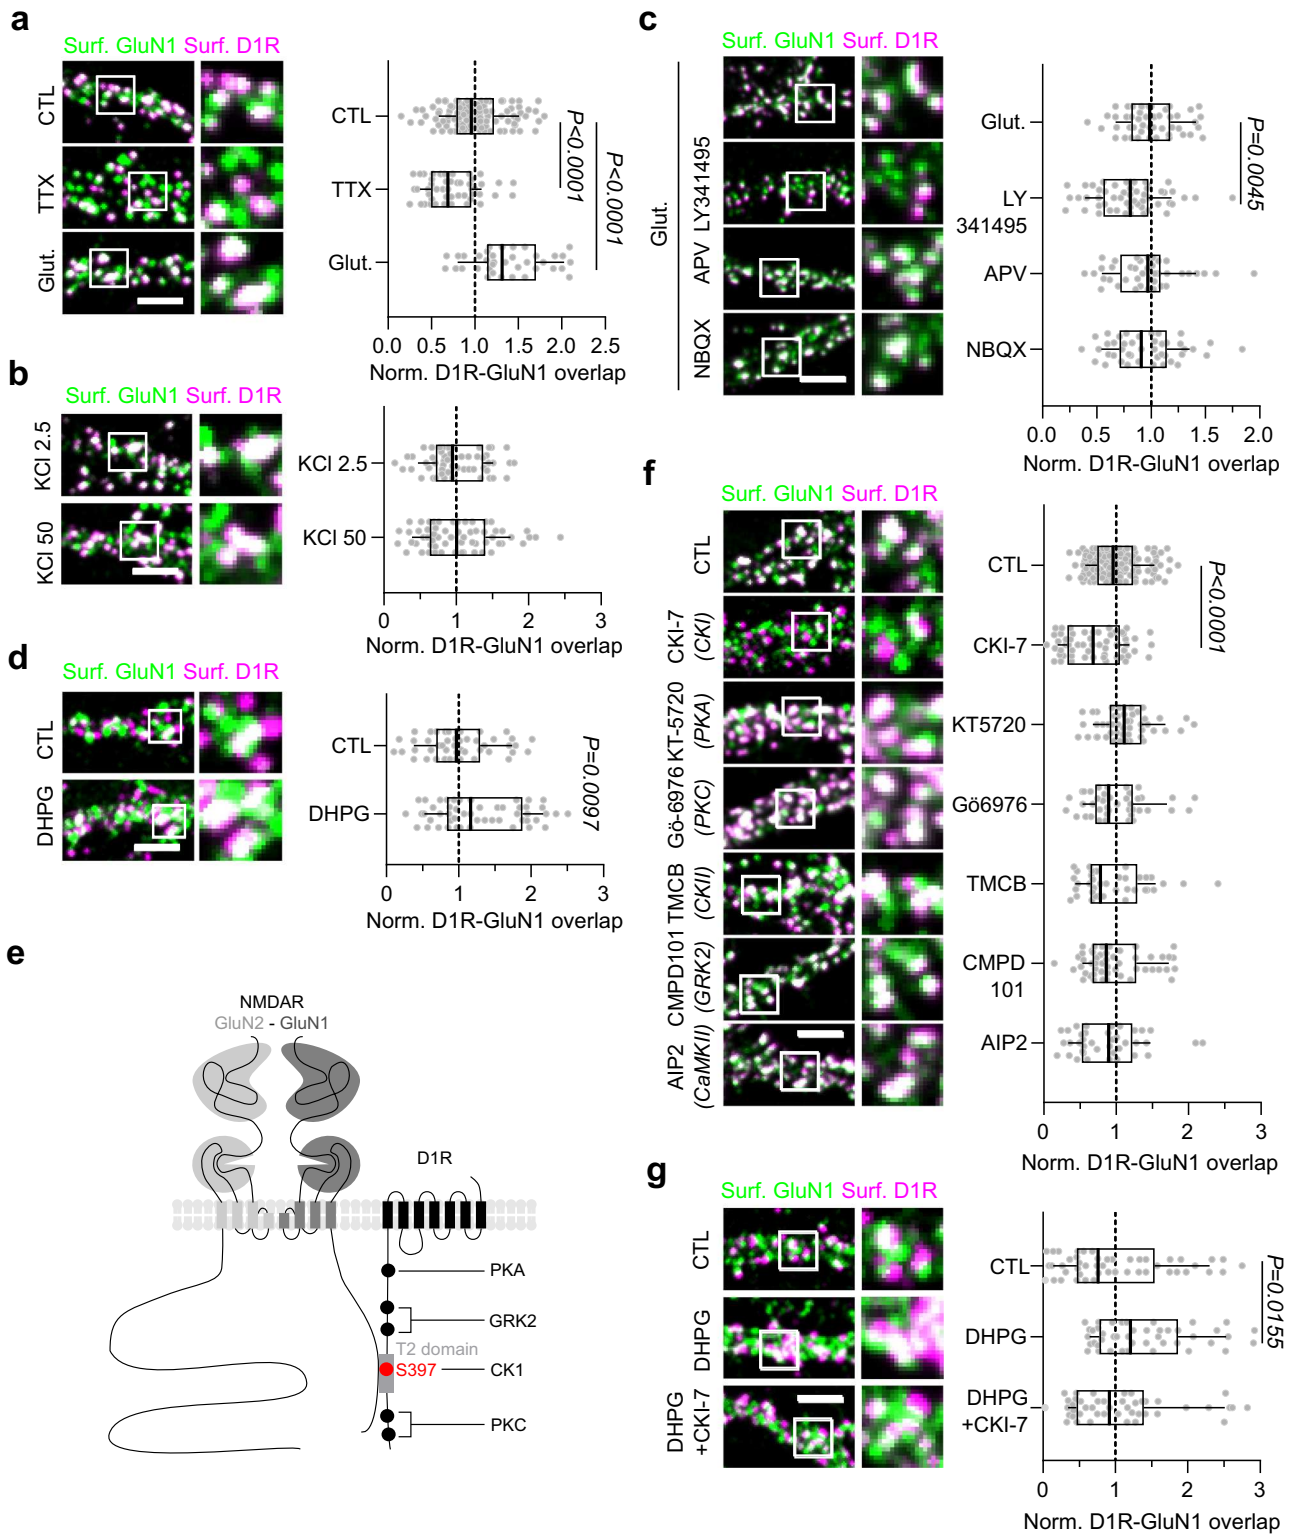 a
Surf. GluN1 Surf. D1R
CTL
TTX
Glut.
CTL
TTX
Glut.
P<0.0001
P<0.0001
0.0 0.5 1.0 1.5 2.0 2.5
Norm. D1R-GluN1 overlap
b
Surf. GluN1 Surf. D1R
KCl 2.5
KCl 50
KCl 2.5
KCl 50
0 1 2 3
Norm. D1R-GluN1 overlap
c
Surf. GluN1 Surf. D1R
Glut.
LY341495
APV
NBQX
Glut.
LY
341495
APV
NBQX
P=0.0045
0.0 0.5 1.0 1.5 2.0
Norm. D1R-GluN1 overlap
d
Surf. GluN1 Surf. D1R
CTL
DHPG
CTL
DHPG
P=0.0097
0 1 2 3
Norm. D1R-GluN1 overlap
e
NMDAR
GluN2 - GluN1
D1R
PKA
GRK2
T2 domain
S397
CK1
PKC
f
Surf. GluN1 Surf. D1R
CTL
CKI-7
(CKI)
KT-5720
(PKA)
Gö-6976
(PKC)
TMCB
(CKII)
CMPD101
(GRK2)
AIP2
(CaMKII)
CTL
CKI-7
KT5720
Gö6976
TMCB
CMPD
101
AIP2
P<0.0001
0 1 2 3
Norm. D1R-GluN1 overlap
g
Surf. GluN1 Surf. D1R
CTL
DHPG
DHPG
+CKI-7
CTL
DHPG
DHPG
+CKI-7
P=0.0155
0 1 2 3
Norm. D1R-GluN1 overlap